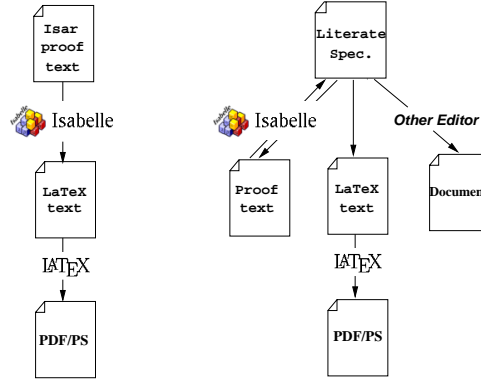 Isar
proof
text
Isabelle
LaTeX
text
LATEX
PDF/PS
Literate
Spec.
Isabelle
Other Editor
Proof
text
LaTeX
text
Documen
LATEX
PDF/PS